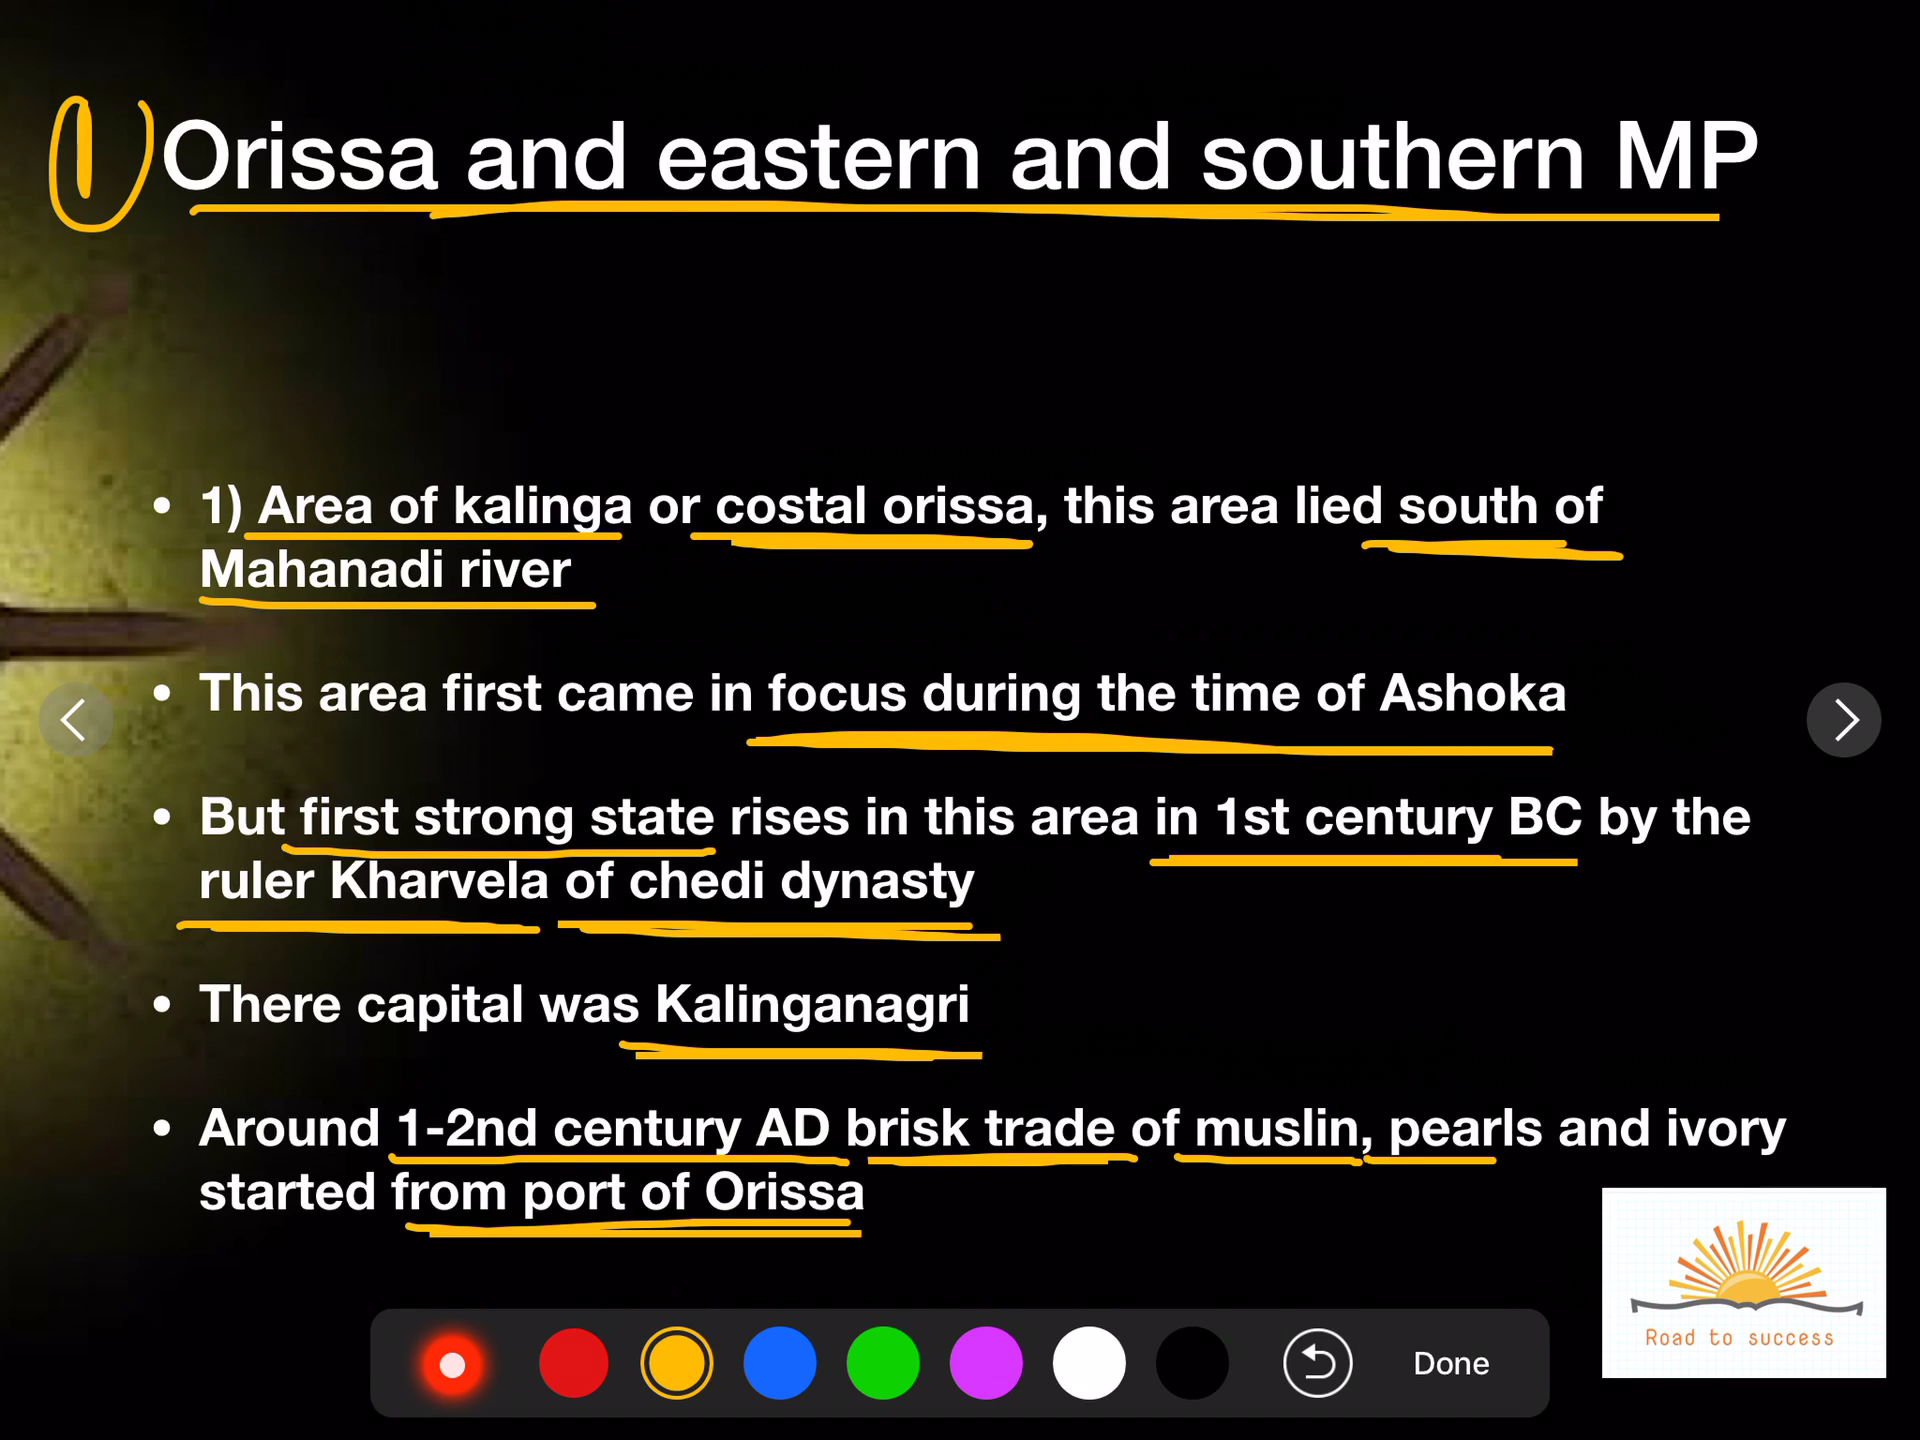 1) Orissa and eastern and southern MP
• 1) Area of kalinga or costal orissa, this area lied south of
Mahanadi river
• This area first came in focus during the time of Ashoka
• But first strong state rises in this area in 1st century BC by the
ruler Kharvela of chedi dynasty
• There capital was Kalinganagri
• Around 1-2nd century AD brisk trade of muslin, pearls and ivory
started from port of Orissa
Road to success
Done